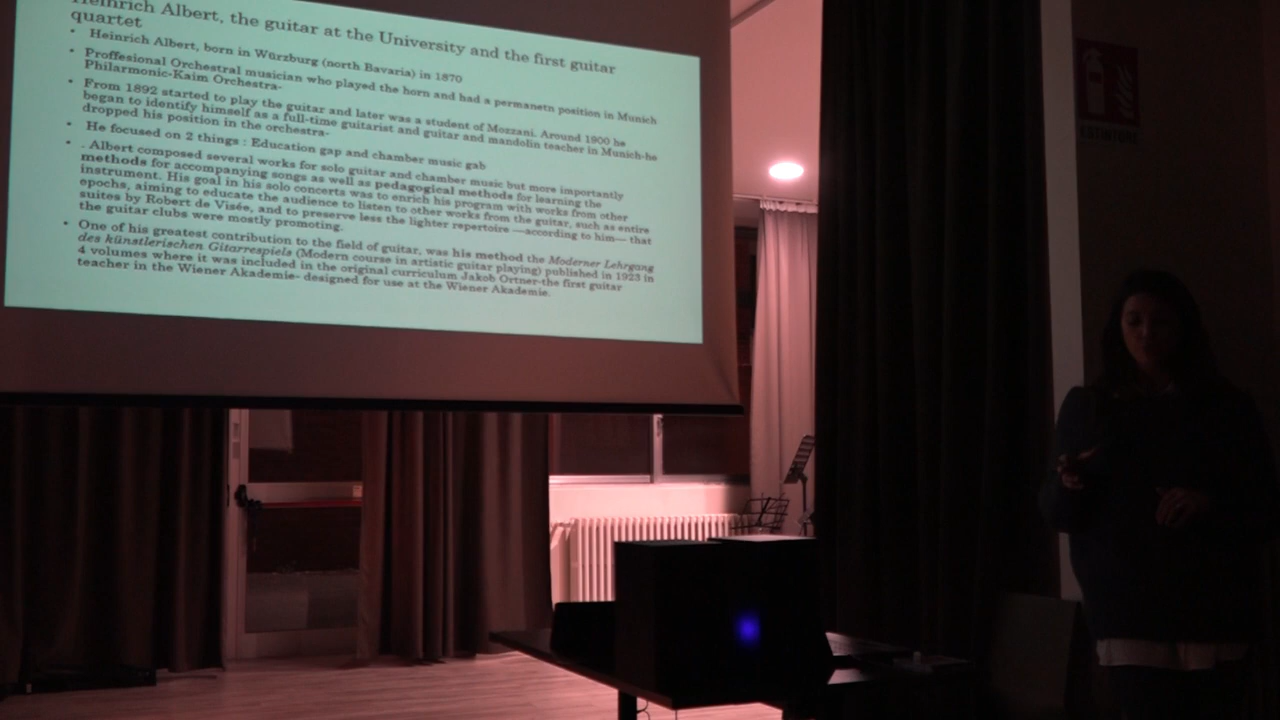 Heinrich Albert, the guitar at the University and the first guitar
quartet
• Heinrich Albert, born in Würzburg (north Bavaria) in 1870
• Proffesional Orchestral musician who played the horn and had a permanetn position in Munich
Philarmonic-Kaim Orchestra-
• From 1892 started to play the guitar and later was a student of Mozzani. Around 1900 he
began to identify himself as a full-time guitarist and guitar and mandolin teacher in Munich-he
dropped his position in the orchestra-
• He focused on 2 things : Education gap and chamber music gab
• . Albert composed several works for solo guitar and chamber music but more importantly
methods for accompanying songs as well as pedagogical methods for learning the
instrument. His goal in his solo concerts was to enrich his program with works from other
epochs, aiming to educate the audience to listen to other works from the guitar, such as entire
suites by Robert de Visée, and to preserve less the lighter repertoire —according to him— that
the guitar clubs were mostly promoting.
• One of his greatest contribution to the field of guitar, was his method the Moderner Lehrgang
des künstlerischen Gitarrespiels (Modern course in artistic guitar playing) published in 1923 in
4 volumes where it was included in the original curriculum Jakob Ortner-the first guitar
teacher in the Wiener Akademie- designed for use at the Wiener Akademie.
ESTINTORE